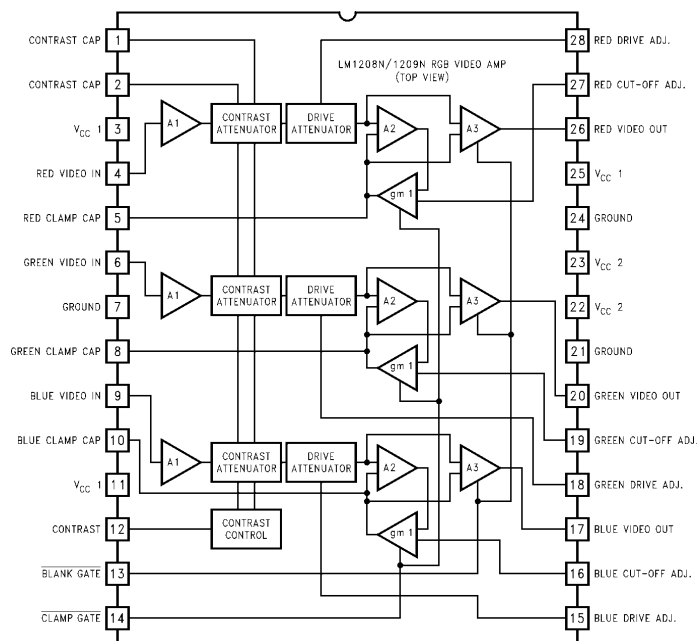 CONTRAST CAP 1
CONTRAST CAP 2
V_CC 1 3
RED VIDEO IN 4
RED CLAMP CAP 5
GREEN VIDEO IN 6
GROUND 7
GREEN CLAMP CAP 8
BLUE VIDEO IN 9
BLUE CLAMP CAP 10
V_CC 1 11
CONTRAST 12
BLANK GATE 13
CLAMP GATE 14
LM1208N/1209N RGB VIDEO AMP
(TOP VIEW)
A1
CONTRAST
ATTENUATOR
DRIVE
ATTENUATOR
A2
A3
gm 1
A1
CONTRAST
ATTENUATOR
DRIVE
ATTENUATOR
A2
A3
gm 1
A1
CONTRAST
ATTENUATOR
DRIVE
ATTENUATOR
A2
A3
gm 1
CONTRAST
CONTROL
28 RED DRIVE ADJ.
27 RED CUT-OFF ADJ.
26 RED VIDEO OUT
25 V_CC 1
24 GROUND
23 V_CC 2
22 V_CC 2
21 GROUND
20 GREEN VIDEO OUT
19 GREEN CUT-OFF ADJ.
18 GREEN DRIVE ADJ.
17 BLUE VIDEO OUT
16 BLUE CUT-OFF ADJ.
15 BLUE DRIVE ADJ.